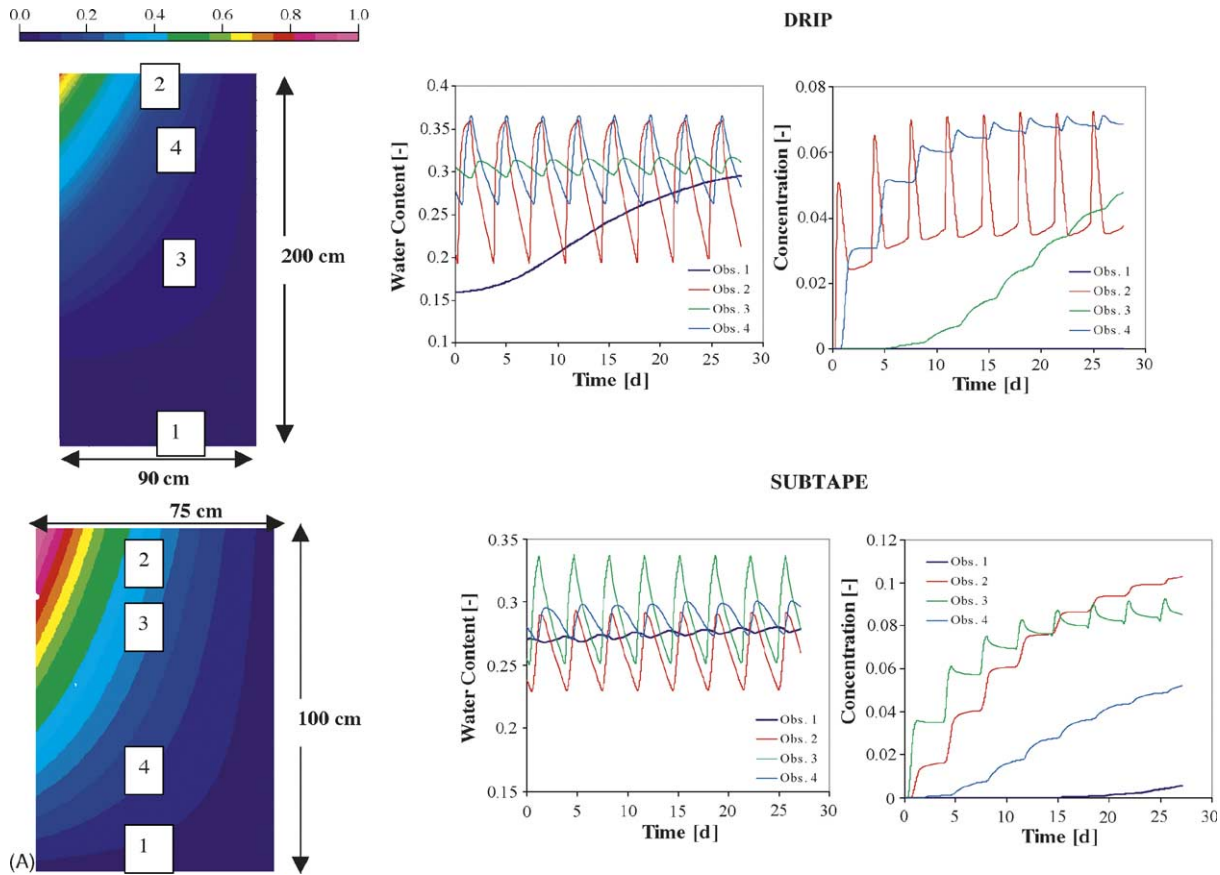 0.0 0.2 0.4 0.6 0.8 1.0
2
4
3
1
200 cm
90 cm
DRIP
0.4
0.35
0.3
0.25
0.2
0.15
0.1
Water Content [-]
Obs. 1
Obs. 2
Obs. 3
Obs. 4
0 5 10 15 20 25 30
Time [d]
0.08
0.06
0.04
0.02
0
Concentration [-]
Obs. 1
Obs. 2
Obs. 3
Obs. 4
0 5 10 15 20 25 30
Time [d]
75 cm
2
3
4
1
100 cm
(A)
SUBTAPE
0.35
0.3
0.25
0.2
0.15
Water Content [-]
Obs. 1
Obs. 2
Obs. 3
Obs. 4
0 5 10 15 20 25 30
Time [d]
0.12
0.1
0.08
0.06
0.04
0.02
0
Concentration [-]
Obs. 1
Obs. 2
Obs. 3
Obs. 4
0 5 10 15 20 25 30
Time [d]